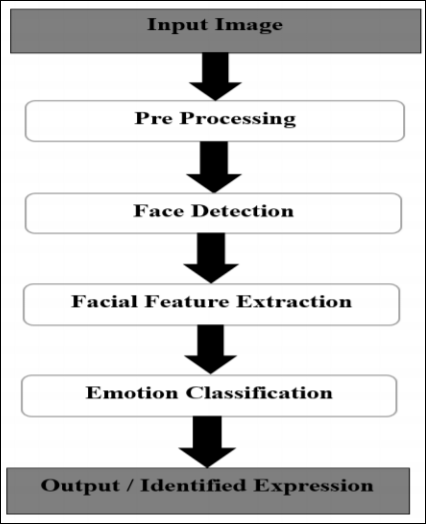 Input Image
Pre Processing
Face Detection
Facial Feature Extraction
Emotion Classification
Output / Identified Expression